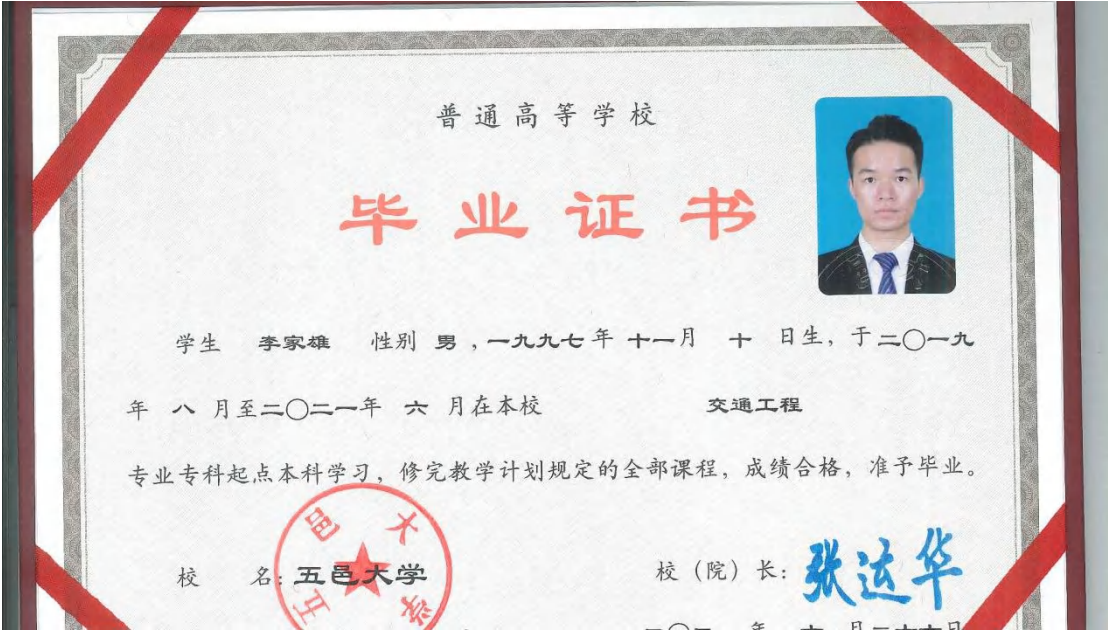 普通高等学校
毕业证书
学生 李家雄 性别 男，一九九七年 十一月 十 日生，于二〇一九
年 八 月至二〇二一年 六 月在本校 交通工程
专业专科起点本科学习，修完教学计划规定的全部课程，成绩合格，准予毕业。
校 名：五邑大学 校（院）长：张运华
五邑大学